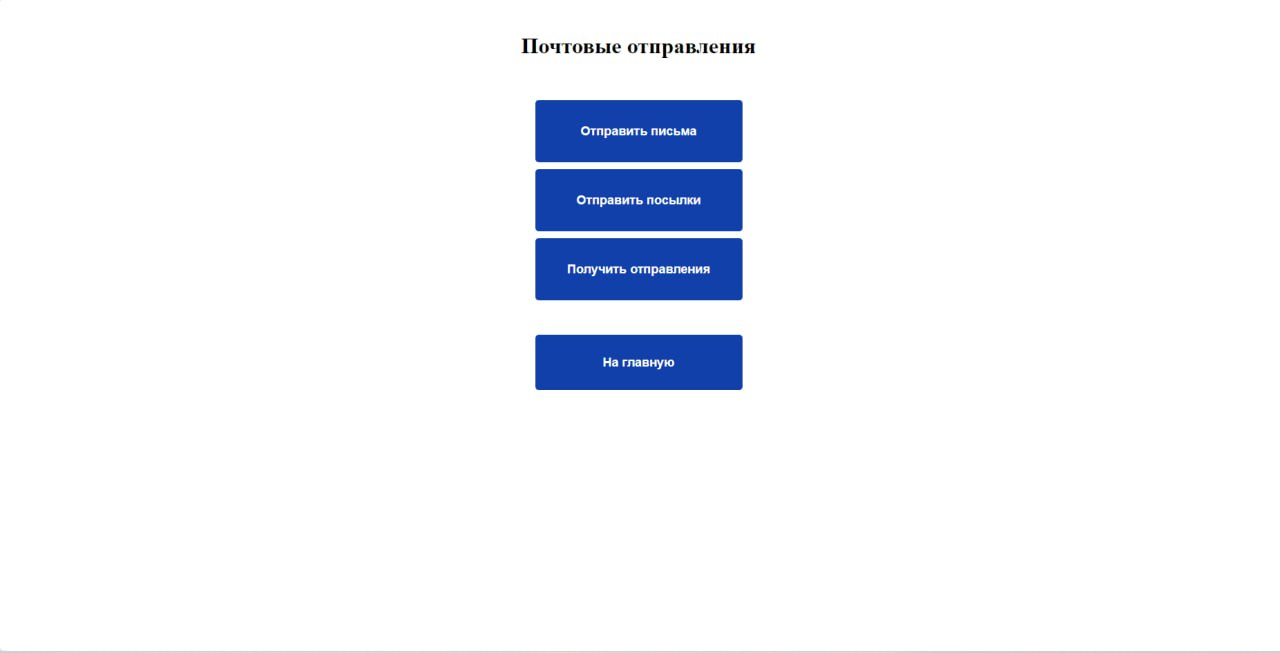 Почтовые отправления
Отправить письма
Отправить посылки
Получить отправления
На главную